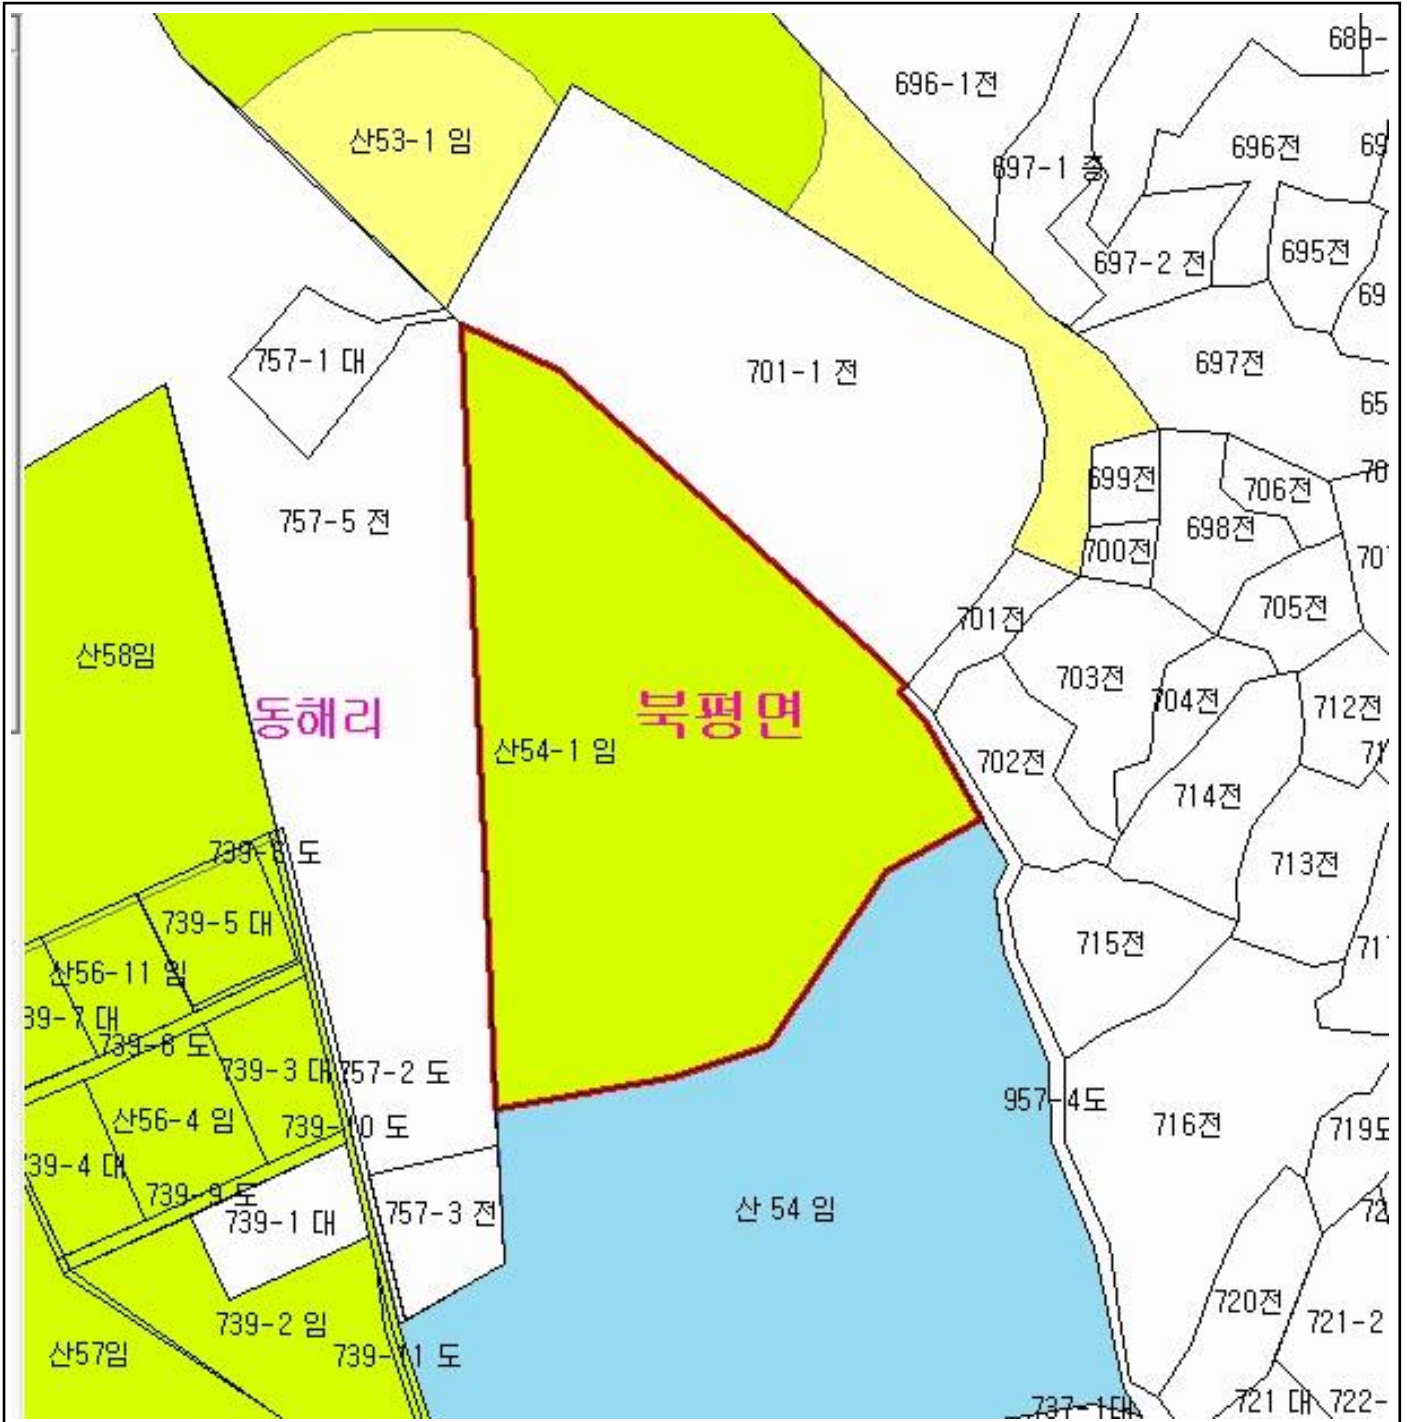 689-
696-1전
산53-1 임
696전
69
697-1 종
695전
697-2 전
69
757-1 대
701-1 전
697전
65
70
699전
706전
757-5 전
698전
700전
70
705전
701전
산58임
703전
704전
712전
동해리
북평면
산54-1 임
702전
71
714전
739-6 도
713전
739-5 대
715전
71
산56-11 임
39-7 대
739-8 도
739-3 대
757-2 도
957-4도
산56-4 임
739-10 도
716전
719도
39-4 대
739-9 도
739-1 대
757-3 전
산 54 임
72
720전
739-2 임
721-2
산57임
739-11 도
737-1대
721 대
722-